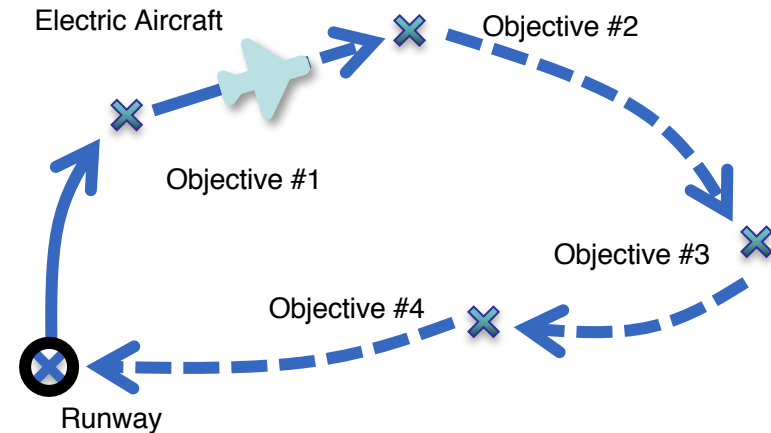 Electric Aircraft
Objective #2
Objective #1
Objective #3
Objective #4
Runway